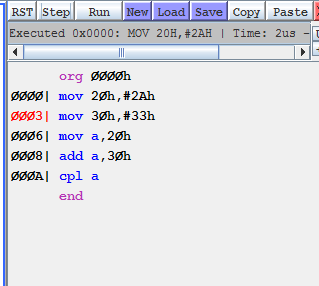 RST Step Run New Load Save Copy Paste
Executed 0x0000: MOV 20H,#2AH | Time: 2us -
org 0000h
0000| mov 20h,#2Ah
0003| mov 30h,#33h
0006| mov a,20h
0008| add a,30h
000A| cpl a
end